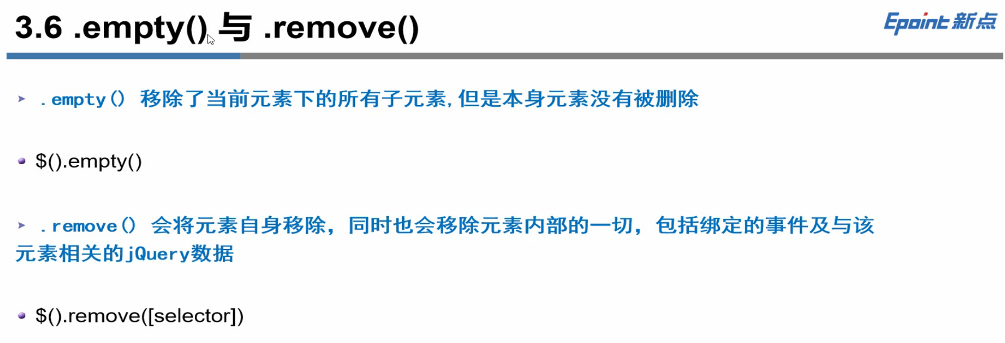 3.6 .empty()与 .remove()
Epoint 新点
➤ .empty() 移除了当前元素下的所有子元素,但是本身元素没有被删除
• $().empty()
➤ .remove() 会将元素自身移除，同时也会移除元素内部的一切，包括绑定的事件及与该
元素相关的jQuery数据
• $().remove([selector])